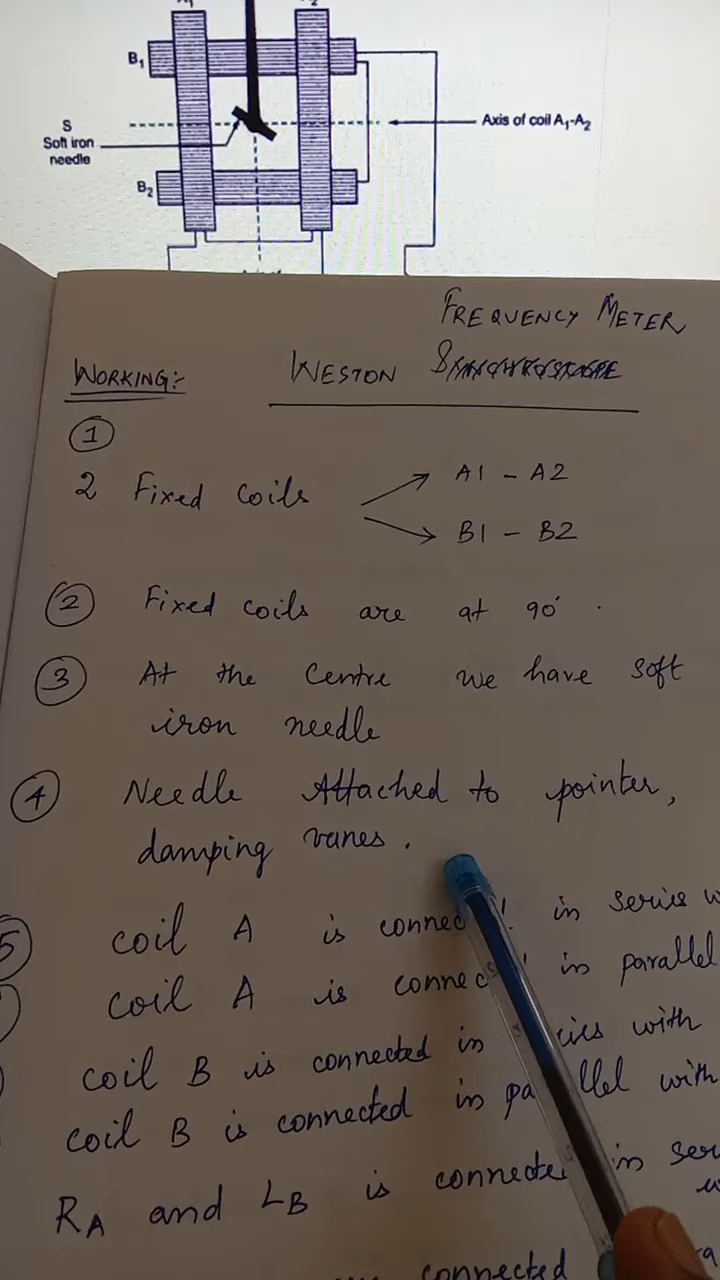 B1
S
Soft iron
needle
Axis of coil A1-A2
B2
FREQUENCY METER
WORKING:-
WESTON
1
2 Fixed coils
A1 - A2
B1 - B2
2 Fixed coils are at 90°.
3 At the centre we have soft
iron needle
4 Needle Attached to pointer,
damping vanes.
5 coil A is connec in series
coil A is connec in parallel
coil B is connected in with
coil B is connected in with
RA and LB is connected in
connected